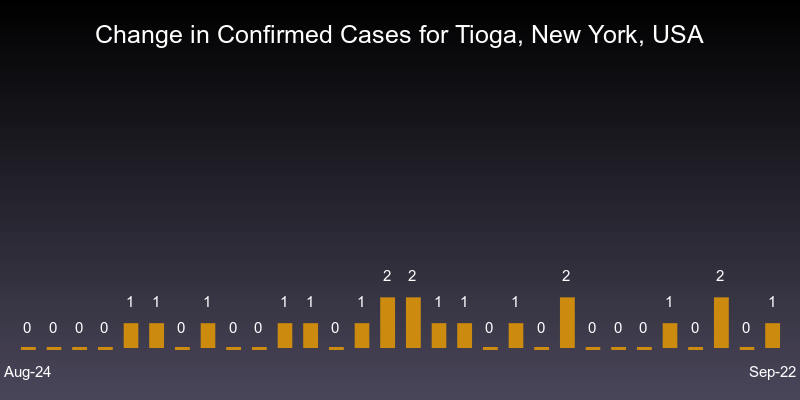 Change in Confirmed Cases for Tioga, New York, USA
0 0 0 0 1 1 0 1 0 0 1 1 0 1 2 2 1 1 0 1 0 2 0 0 0 1 0 2 0 1
Aug-24 Sep-22